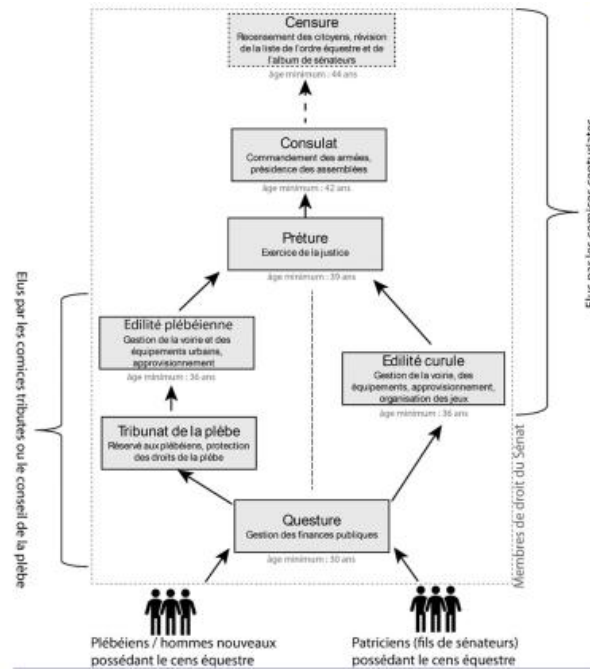 Censure
Recensement des citoyens, révision
de la liste de l'ordre équestre et de
l'album de sénateurs
âge minimum : 44 ans
Consulat
Commandement des armées,
présidence des assemblées
âge minimum : 42 ans
Préture
Exercice de la justice
âge minimum : 39 ans
Edilité plébéienne
Gestion de la voirie et des
équipements urbains,
approvisionnement
âge minimum : 36 ans
Edilité curule
Gestion de la voirie, des
équipements, approvisionnement,
organisation des jeux
âge minimum : 36 ans
Tribunat de la plèbe
Réservé aux plébéiens, protection
des droits de la plèbe
Questure
Gestion des finances publiques
âge minimum : 30 ans
Elus par les comices tributes ou le conseil de la plèbe
Membres de droit du Sénat
Elus par les comices centuriates
Plébéiens / hommes nouveaux
possédant le cens équestre
Patriciens (fils de sénateurs)
possédant le cens équestre